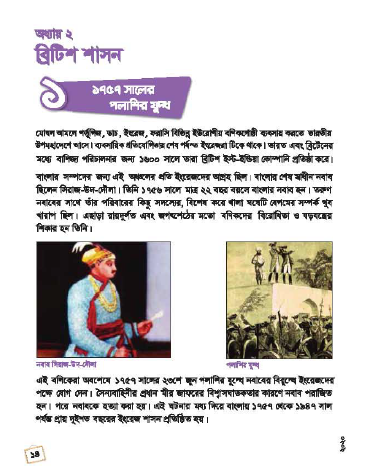 অধ্যায় ২
ব্রিটিশ শাসন
১
১৭৫৭ সালের
পলাশির যুদ্ধ
মোঘল আমলে পর্তুগিজ, ডাচ, ইংরেজ, ফরাসি বিভিন্ন ইউরোপীয় বণিকগোষ্ঠী ব্যবসায় করতে ভারতীয়
উপমহাদেশে আসে। ব্যবসায়িক প্রতিযোগিতায় শেষ পর্যন্ত ইংরেজরা টিকে থাকে। ভারত এবং ব্রিটেনের
মধ্যে বাণিজ্য পরিচালনার জন্য ১৬০০ সালে তারা ব্রিটিশ ইস্ট-ইন্ডিয়া কোম্পানি প্রতিষ্ঠা করে।
বাংলার সম্পদের জন্য এই অঞ্চলের প্রতি ইংরেজদের আগ্রহ ছিল। বাংলার শেষ স্বাধীন নবাব
ছিলেন সিরাজ-উদ-দৌলা। তিনি ১৭৫৬ সালে মাত্র ২২ বছর বয়সে বাংলার নবাব হন। তরুণ
নবাবের সাথে তাঁর পরিবারের কিছু সদস্যের, বিশেষ করে খালা ঘষেটি বেগমের সম্পর্ক খুব
খারাপ ছিল। এছাড়া রায়দুর্লভ এবং জগৎশেঠের মতো বণিকদের বিরোধিতা ও ষড়যন্ত্রের
শিকার হন তিনি।
নবাব সিরাজ-উদ-দৌলা
পলাশির যুদ্ধ
এই বণিকেরা অবশেষে ১৭৫৭ সালের ২৩শে জুন পলাশির যুদ্ধে নবাবের বিরুদ্ধে ইংরেজদের
পক্ষে যোগ দেন। সৈন্যবাহিনীর প্রধান মীর জাফরের বিশ্বাসঘাতকতার কারণে নবাব পরাজিত
হন। পরে নবাবকে হত্যা করা হয়। এই ঘটনার মধ্য দিয়ে বাংলায় ১৭৫৭ থেকে ১৯৪৭ সাল
পর্যন্ত প্রায় দুইশত বছরের ইংরেজ শাসন প্রতিষ্ঠিত হয়।
১৪
২০২০